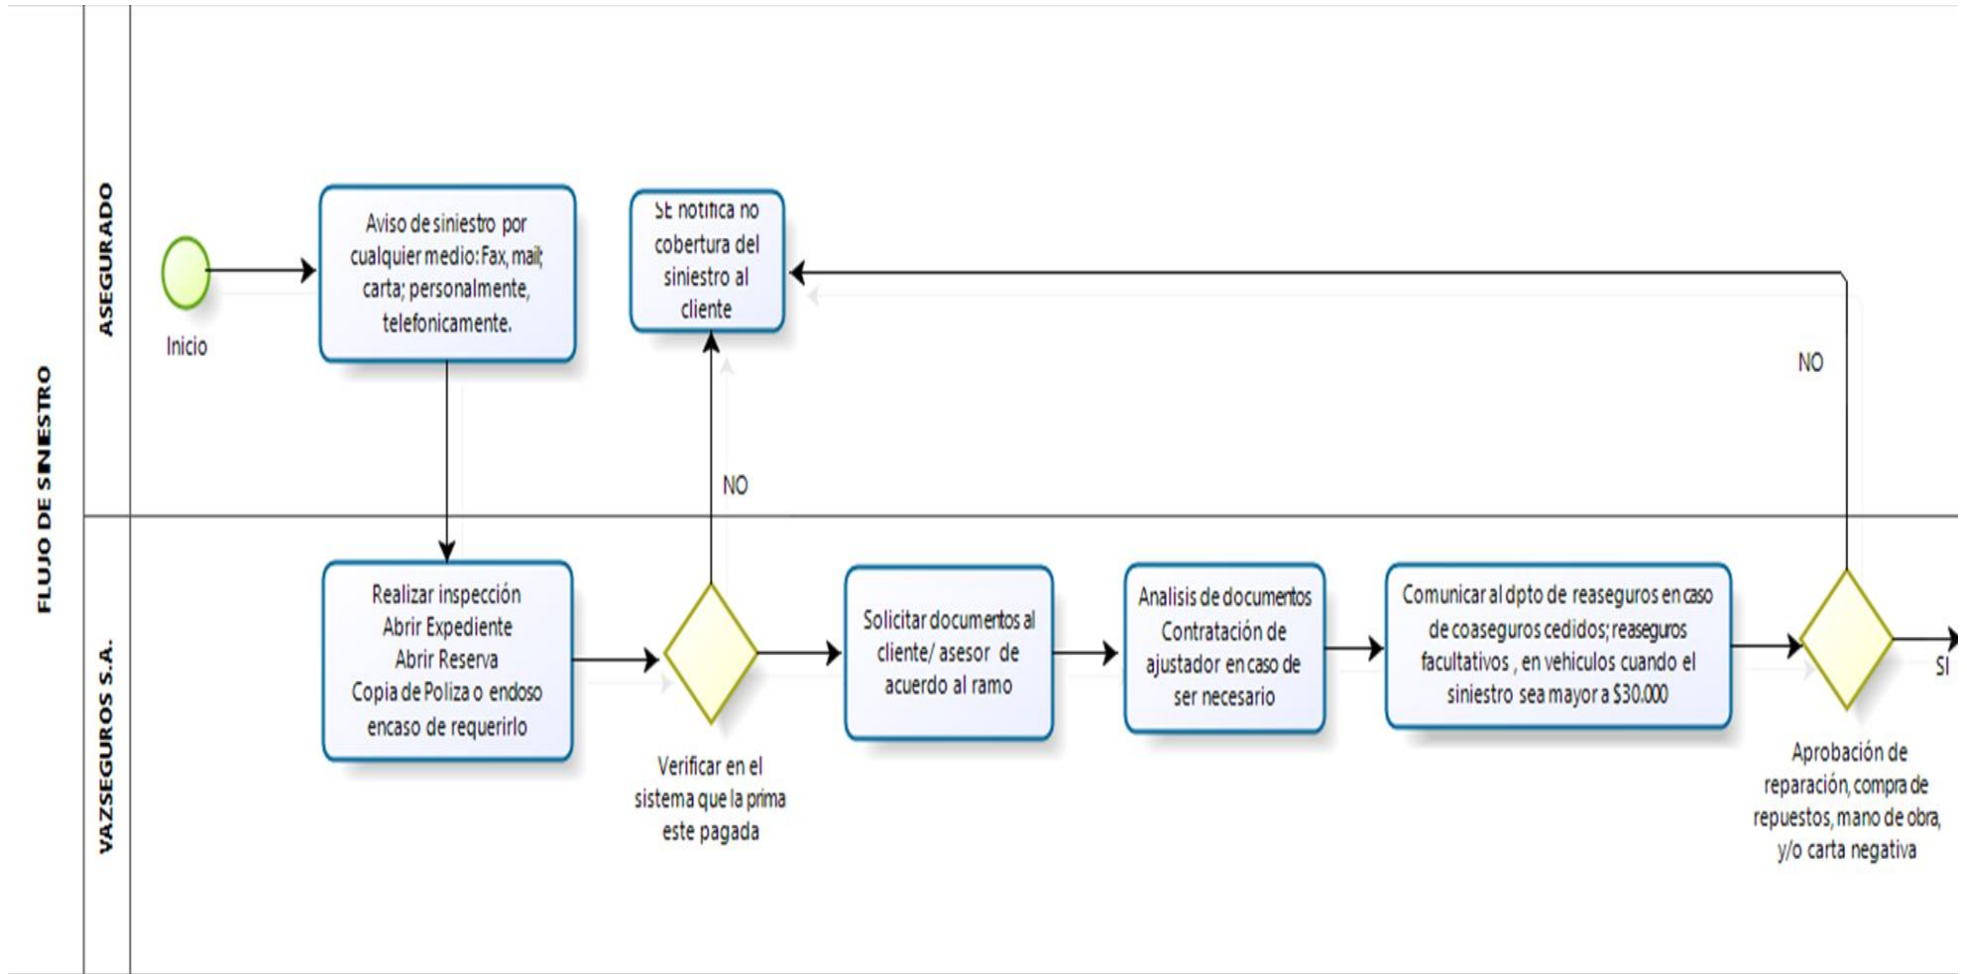 FLUJO DE SINIESTRO
ASEGURADO
Inicio
Aviso de siniestro por
cualquier medio: Fax, mail;
carta; personalmente,
telefonicamente.
SE notifica no
cobertura del
siniestro al
cliente
NO
NO
VAZSEGUROS S.A.
Realizar inspección
Abrir Expediente
Abrir Reserva
Copia de Poliza o endoso
encaso de requerirlo
Verificar en el
sistema que la prima
este pagada
Solicitar documentos al
cliente/ asesor de
acuerdo al ramo
Analisis de documentos
Contratación de
ajustador en caso de
ser necesario
Comunicar al dpto de reaseguros en caso
de coaseguros cedidos; reaseguros
facultativos , en vehiculos cuando el
siniestro sea mayor a $30.000
SI
Aprobación de
reparación, compra de
repuestos, mano de obra,
y/o carta negativa